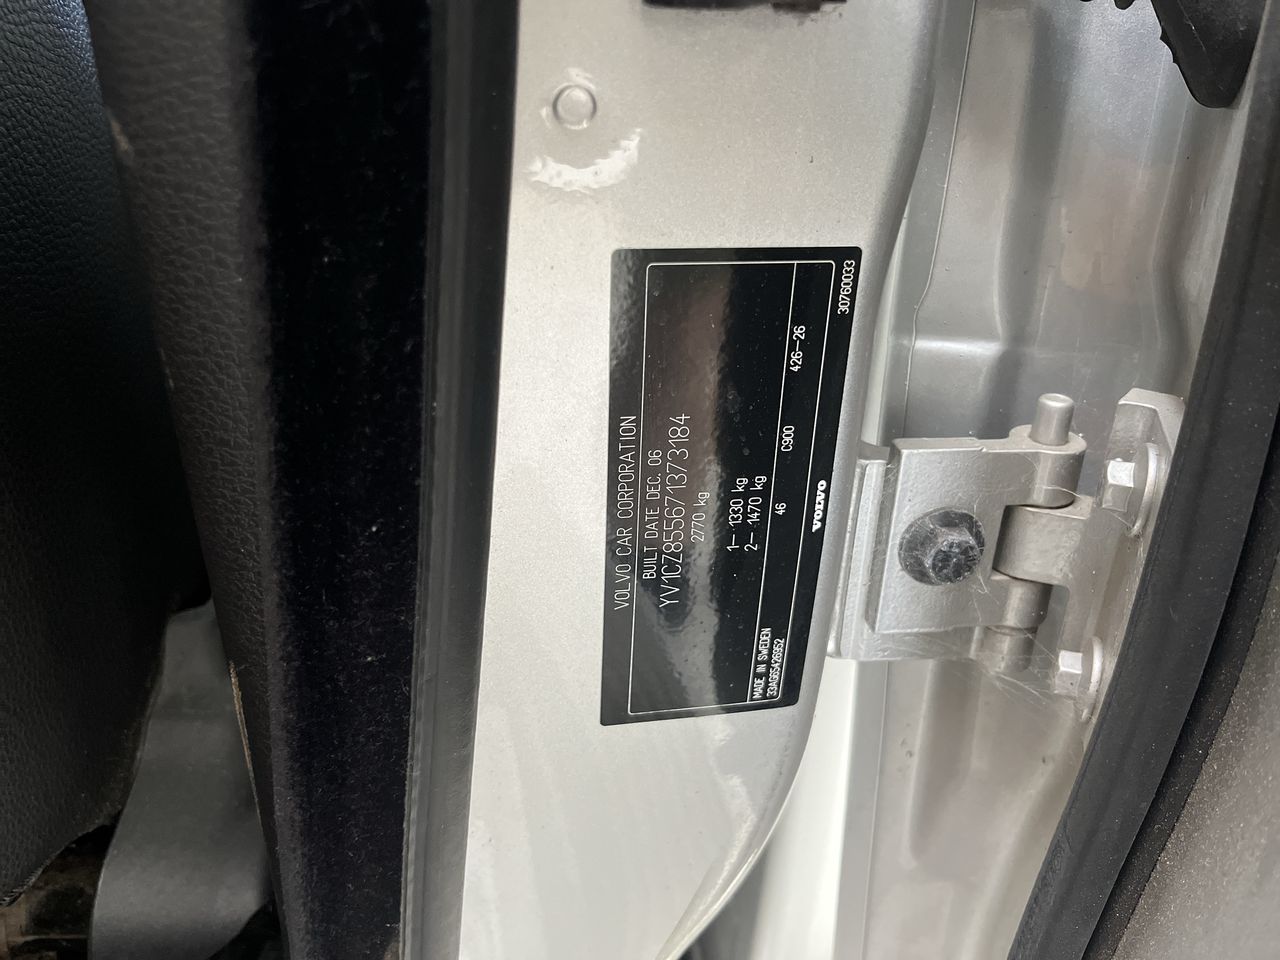 VOLVO CAR CORPORATION
BUILT DATE DEC. 06
YV1CZ855671373184
2770 kg
1– 1330 kg
2– 1470 kg
MADE IN SWEDEN
33AG65426952
46 C900 426–26
VOLVO
30760033